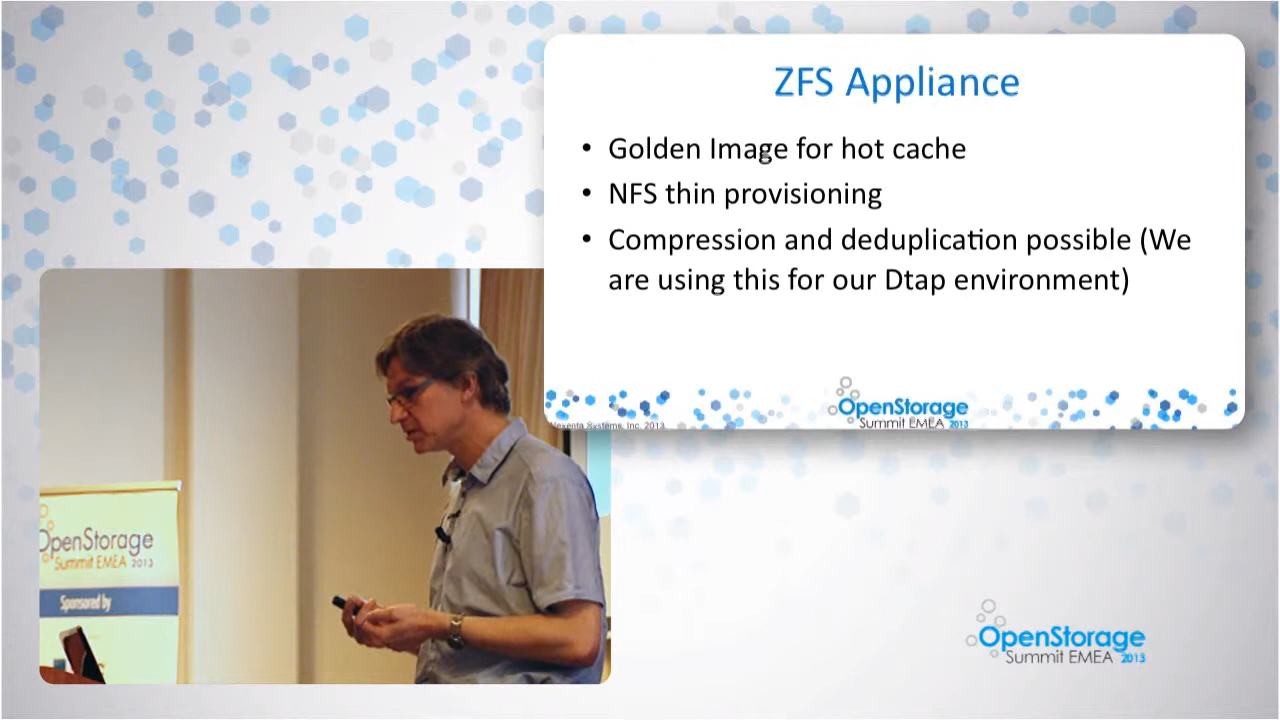 ZFS Appliance
• Golden Image for hot cache
• NFS thin provisioning
• Compression and deduplication possible (We
are using this for our Dtap environment)
OpenStorage
Summit EMEA 2013
Nexenta Systems, Inc. 2013
OpenStorage
Summit EMEA 2013
Sponsored by
OpenStorage
Summit EMEA 2013